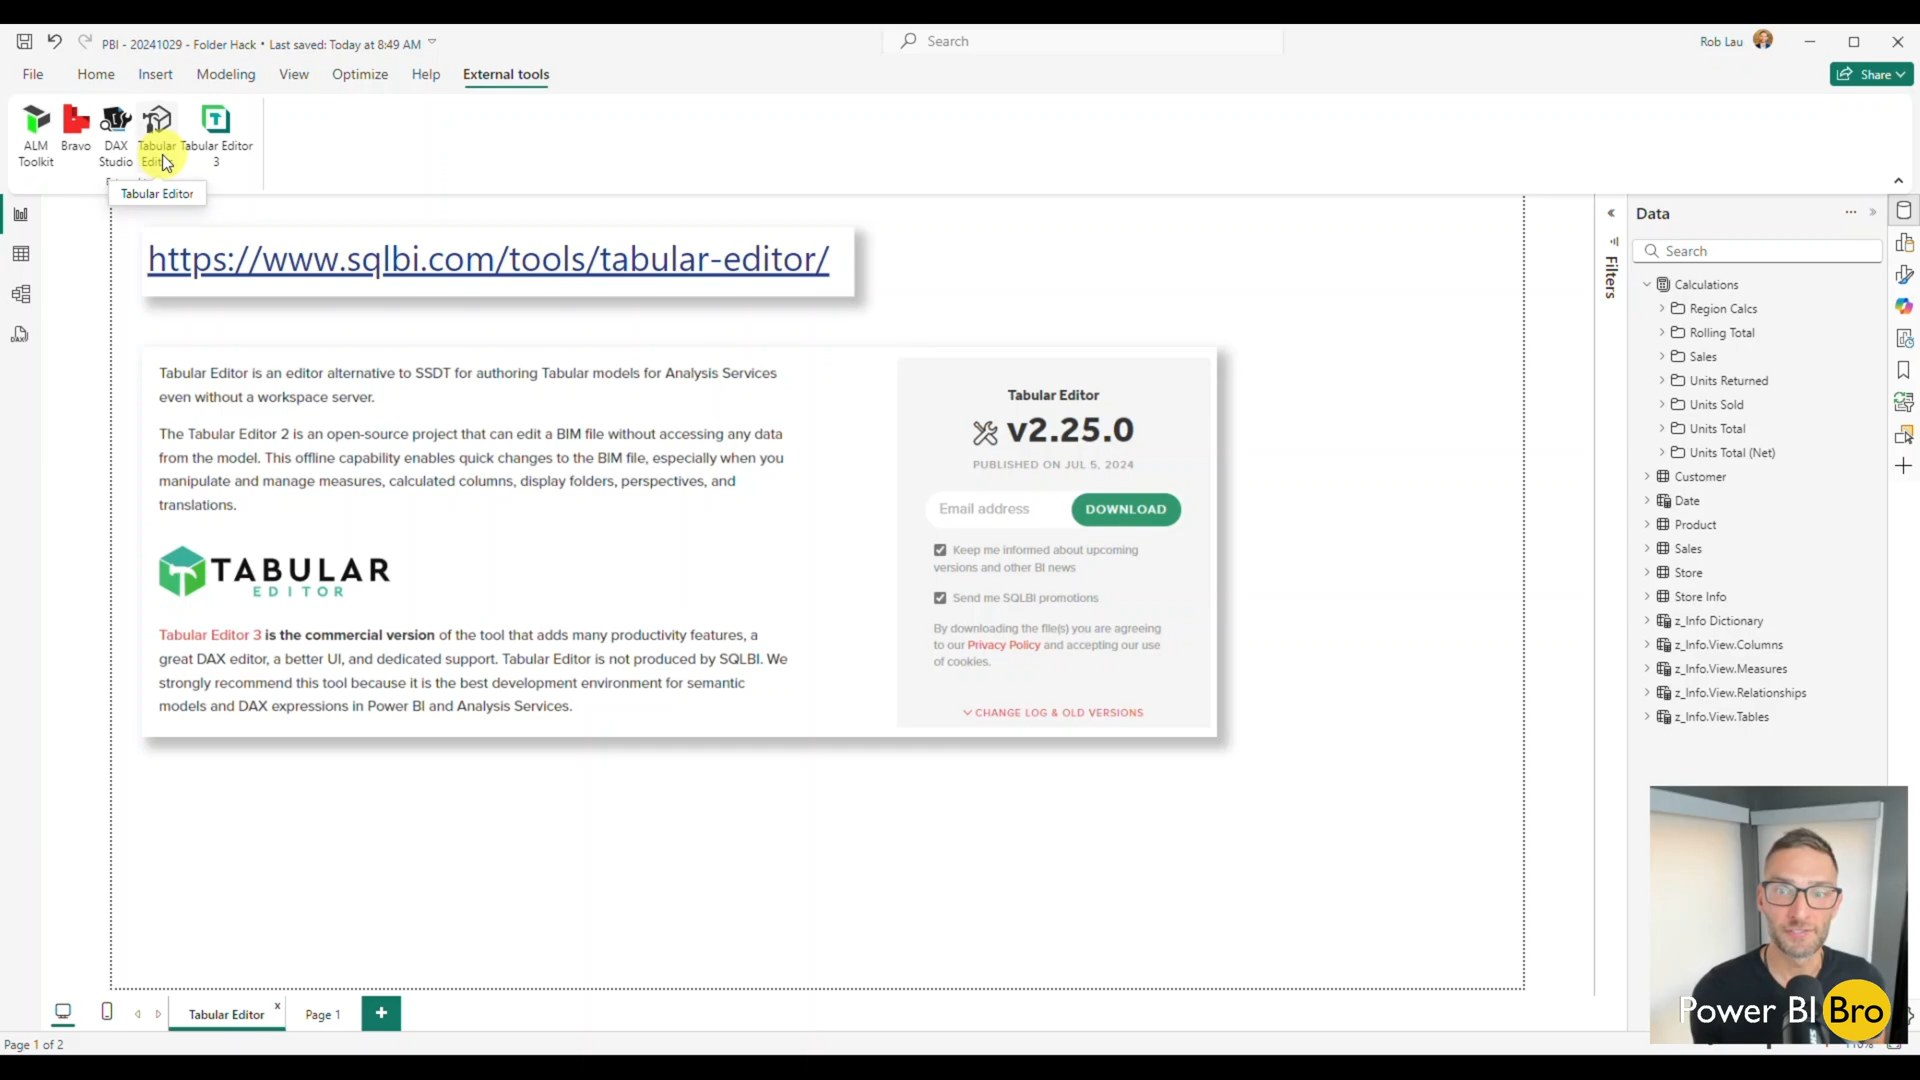 PBI - 20241029 - Folder Hack • Last saved: Today at 8:49 AM
Search
Rob Lau
File
Home
Insert
Modeling
View
Optimize
Help
External tools
Share
ALM Toolkit
Bravo
DAX Studio
Tabular
Tabular Editor 3
Tabular Editor
https://www.sqlbi.com/tools/tabular-editor/
Tabular Editor is an editor alternative to SSDT for authoring Tabular models for Analysis Services
even without a workspace server.
The Tabular Editor 2 is an open-source project that can edit a BIM file without accessing any data
from the model. This offline capability enables quick changes to the BIM file, especially when you
manipulate and manage measures, calculated columns, display folders, perspectives, and
translations.
TABULAR
EDITOR
Tabular Editor 3 is the commercial version of the tool that adds many productivity features, a
great DAX editor, a better UI, and dedicated support. Tabular Editor is not produced by SQLBI. We
strongly recommend this tool because it is the best development environment for semantic
models and DAX expressions in Power BI and Analysis Services.
Tabular Editor
v2.25.0
PUBLISHED ON JUL 5, 2024
Email address
DOWNLOAD
Keep me informed about upcoming
versions and other BI news
Send me SQLBI promotions
By downloading the file(s) you are agreeing
to our Privacy Policy and accepting our use
of cookies.
CHANGE LOG & OLD VERSIONS
Filters
Data
Search
Calculations
Region Calcs
Rolling Total
Sales
Units Returned
Units Sold
Units Total
Units Total (Net)
Customer
Date
Product
Sales
Store
Store Info
z_Info Dictionary
z_Info.View.Columns
z_Info.View.Measures
z_Info.View.Relationships
z_Info.View.Tables
Power BI Bro
Tabular Editor
Page 1
Page 1 of 2